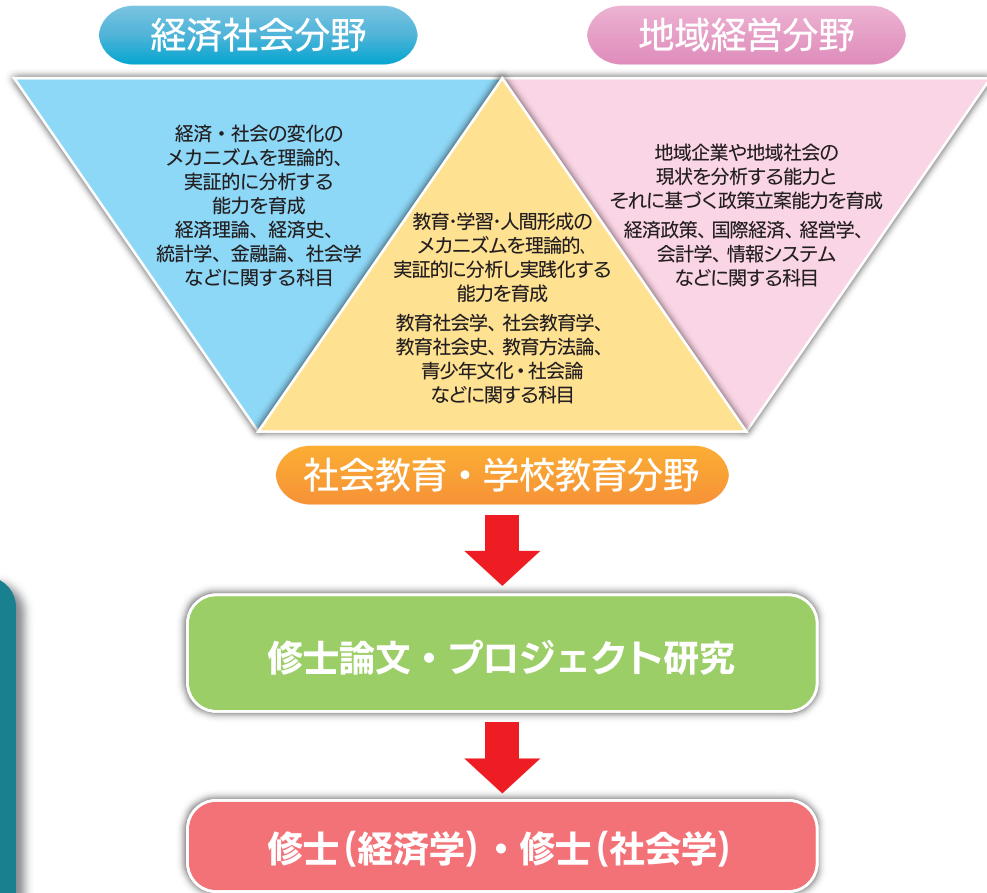 経済社会分野
地域経営分野
経済・社会の変化の
メカニズムを理論的、
実証的に分析する
能力を育成
経済理論、経済史、
統計学、金融論、社会学
などに関する科目
教育・学習・人間形成の
メカニズムを理論的、
実証的に分析し実践化する
能力を育成
教育社会学、社会教育学、
教育社会史、教育方法論、
青少年文化・社会論
などに関する科目
地域企業や地域社会の
現状を分析する能力と
それに基づく政策立案能力を育成
経済政策、国際経済、経営学、
会計学、情報システム
などに関する科目
社会教育・学校教育分野
修士論文・プロジェクト研究
修士(経済学)・修士(社会学)